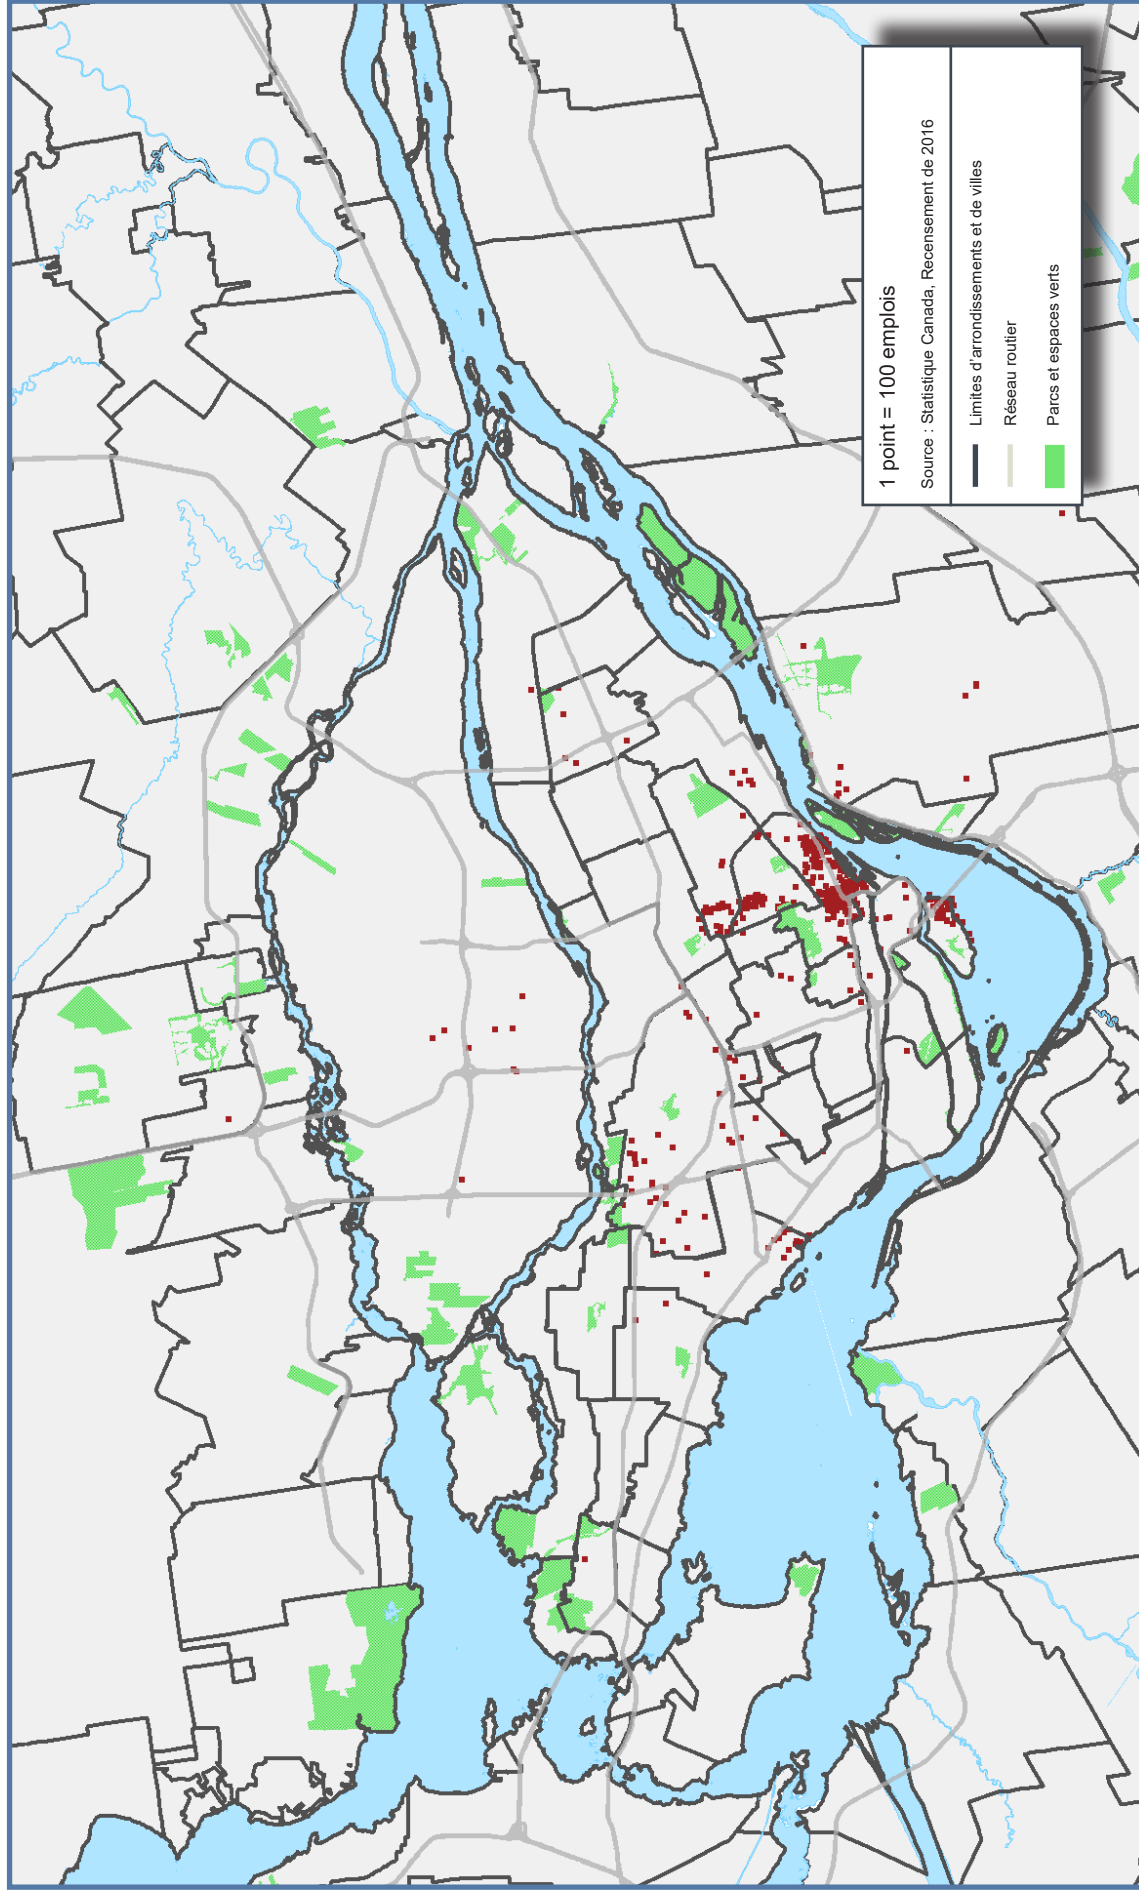 1 point = 100 emplois
Source : Statistique Canada, Recensement de 2016
Limites d'arrondissements et de villes
Réseau routier
Parcs et espaces verts